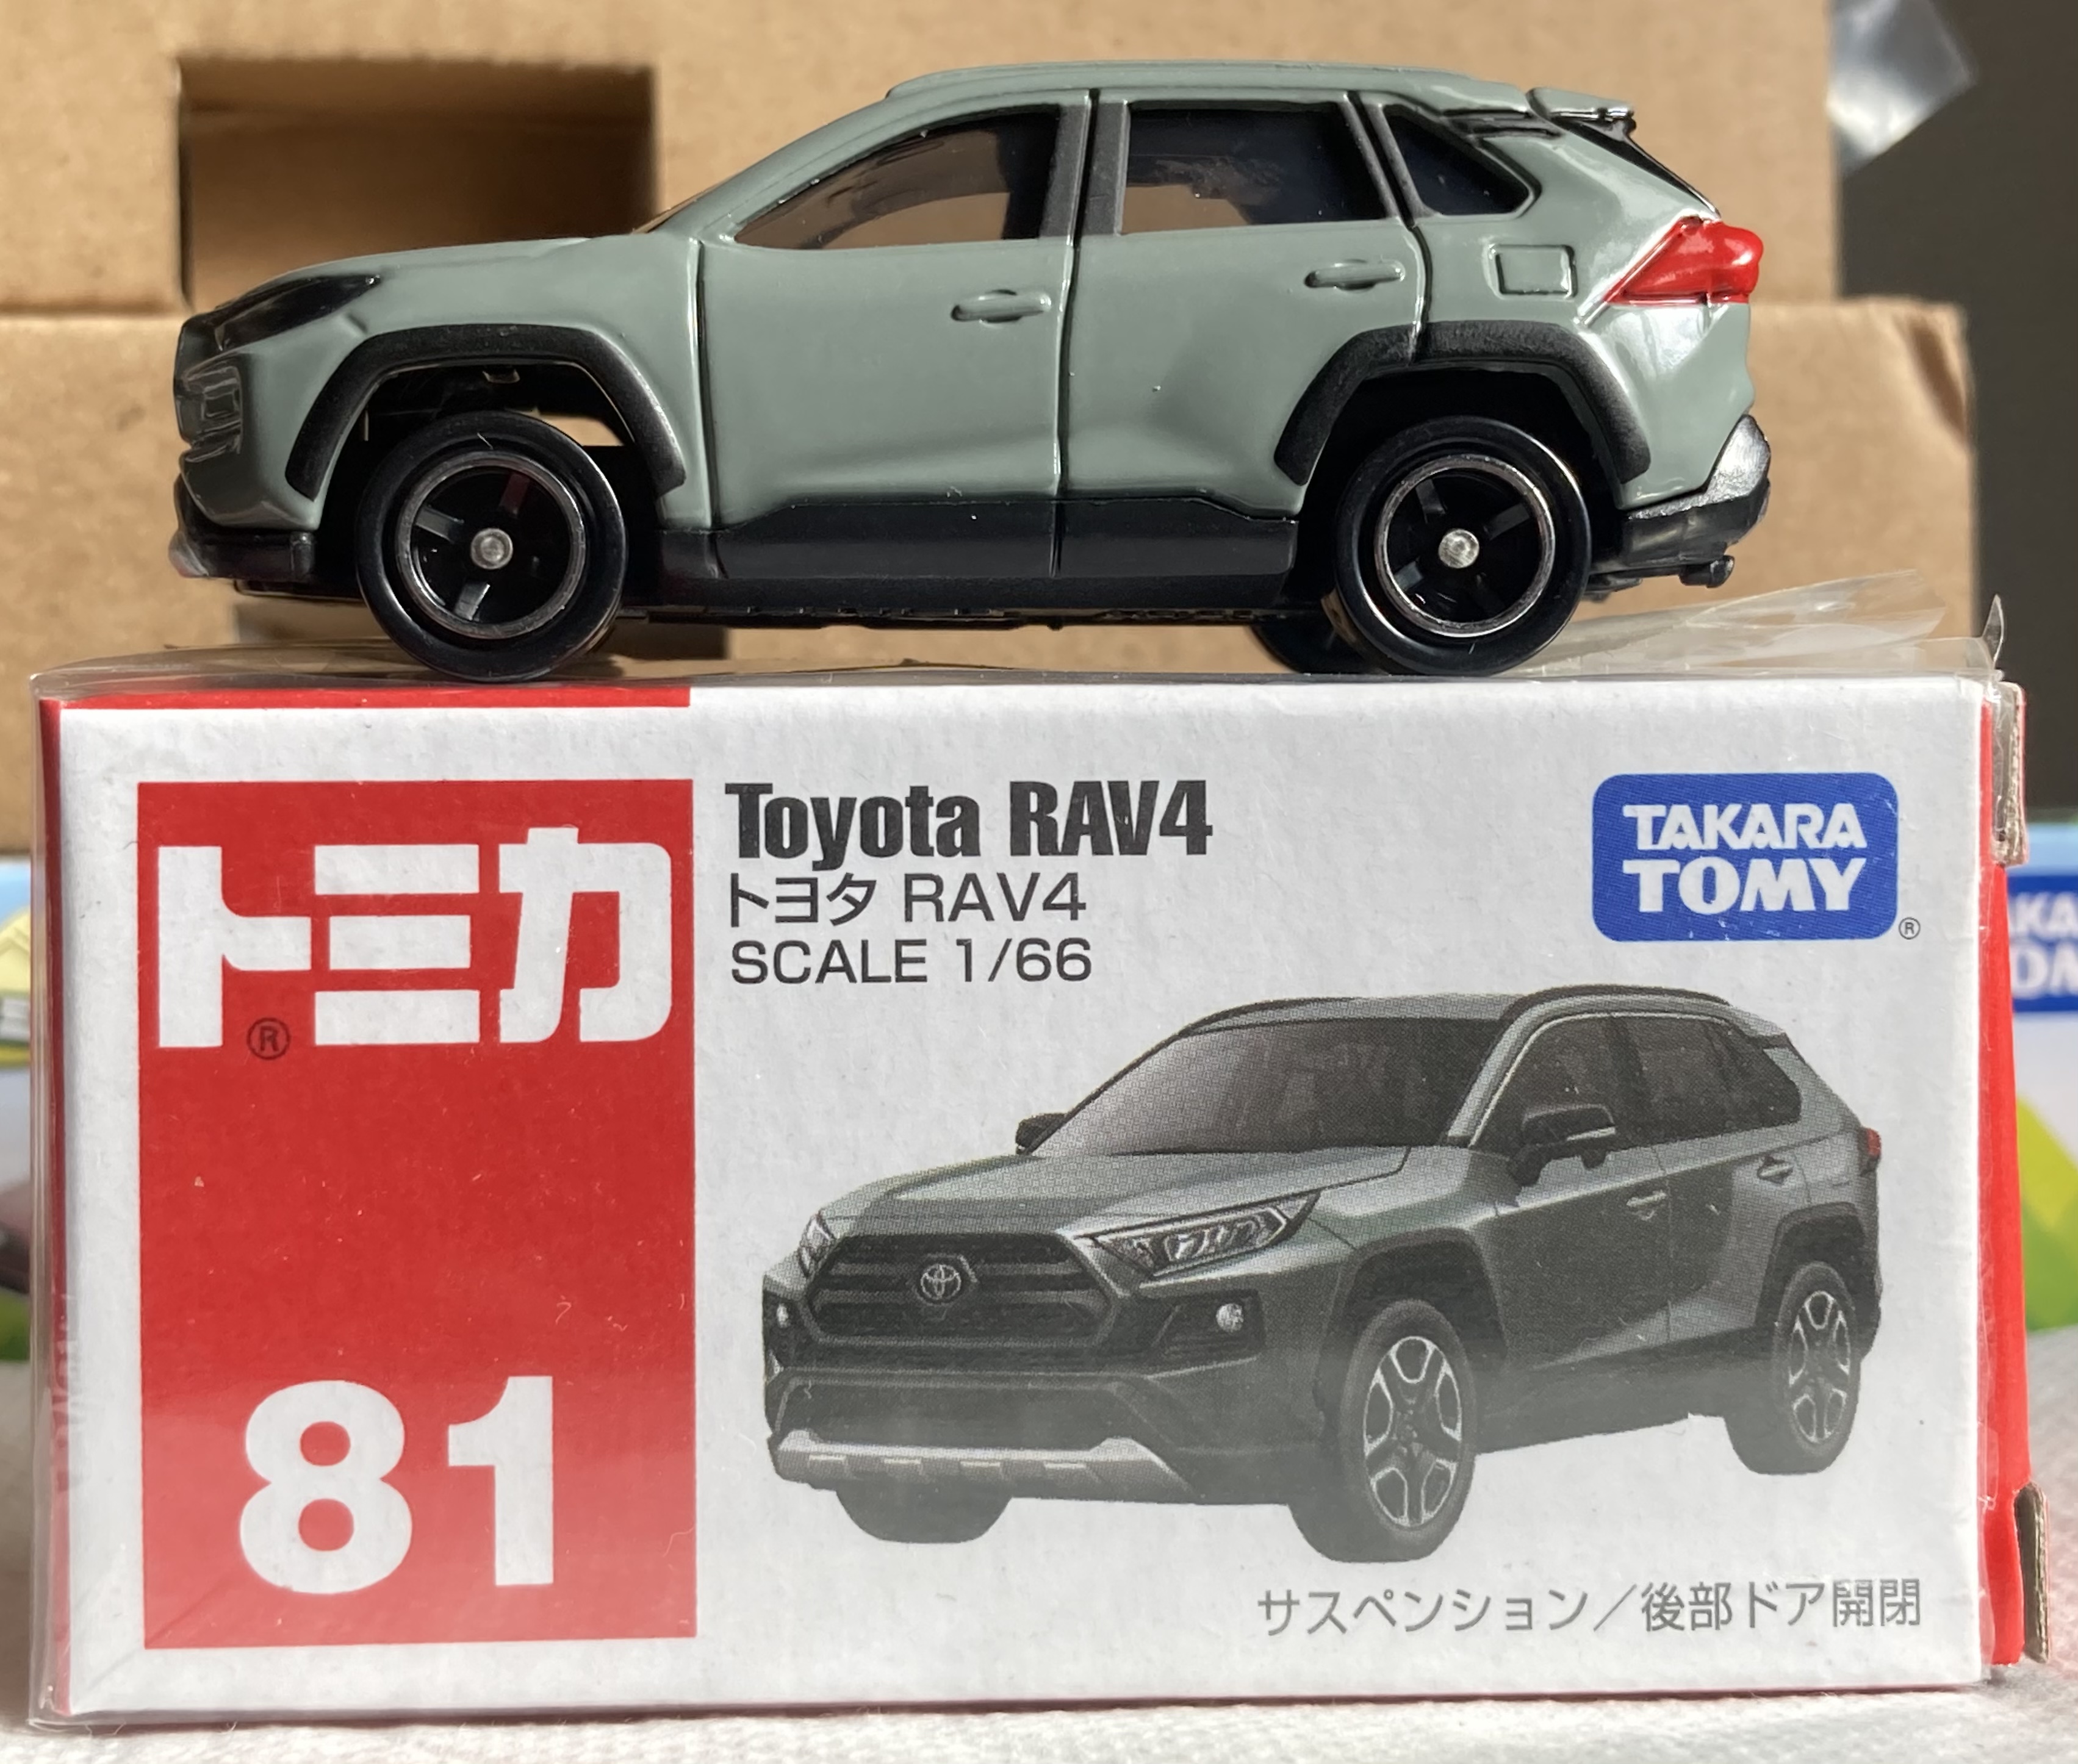 トミカ
®
81
Toyota RAV4
トヨタ RAV4
SCALE 1/66
TAKARA
TOMY
®
サスペンション／後部ドア開閉